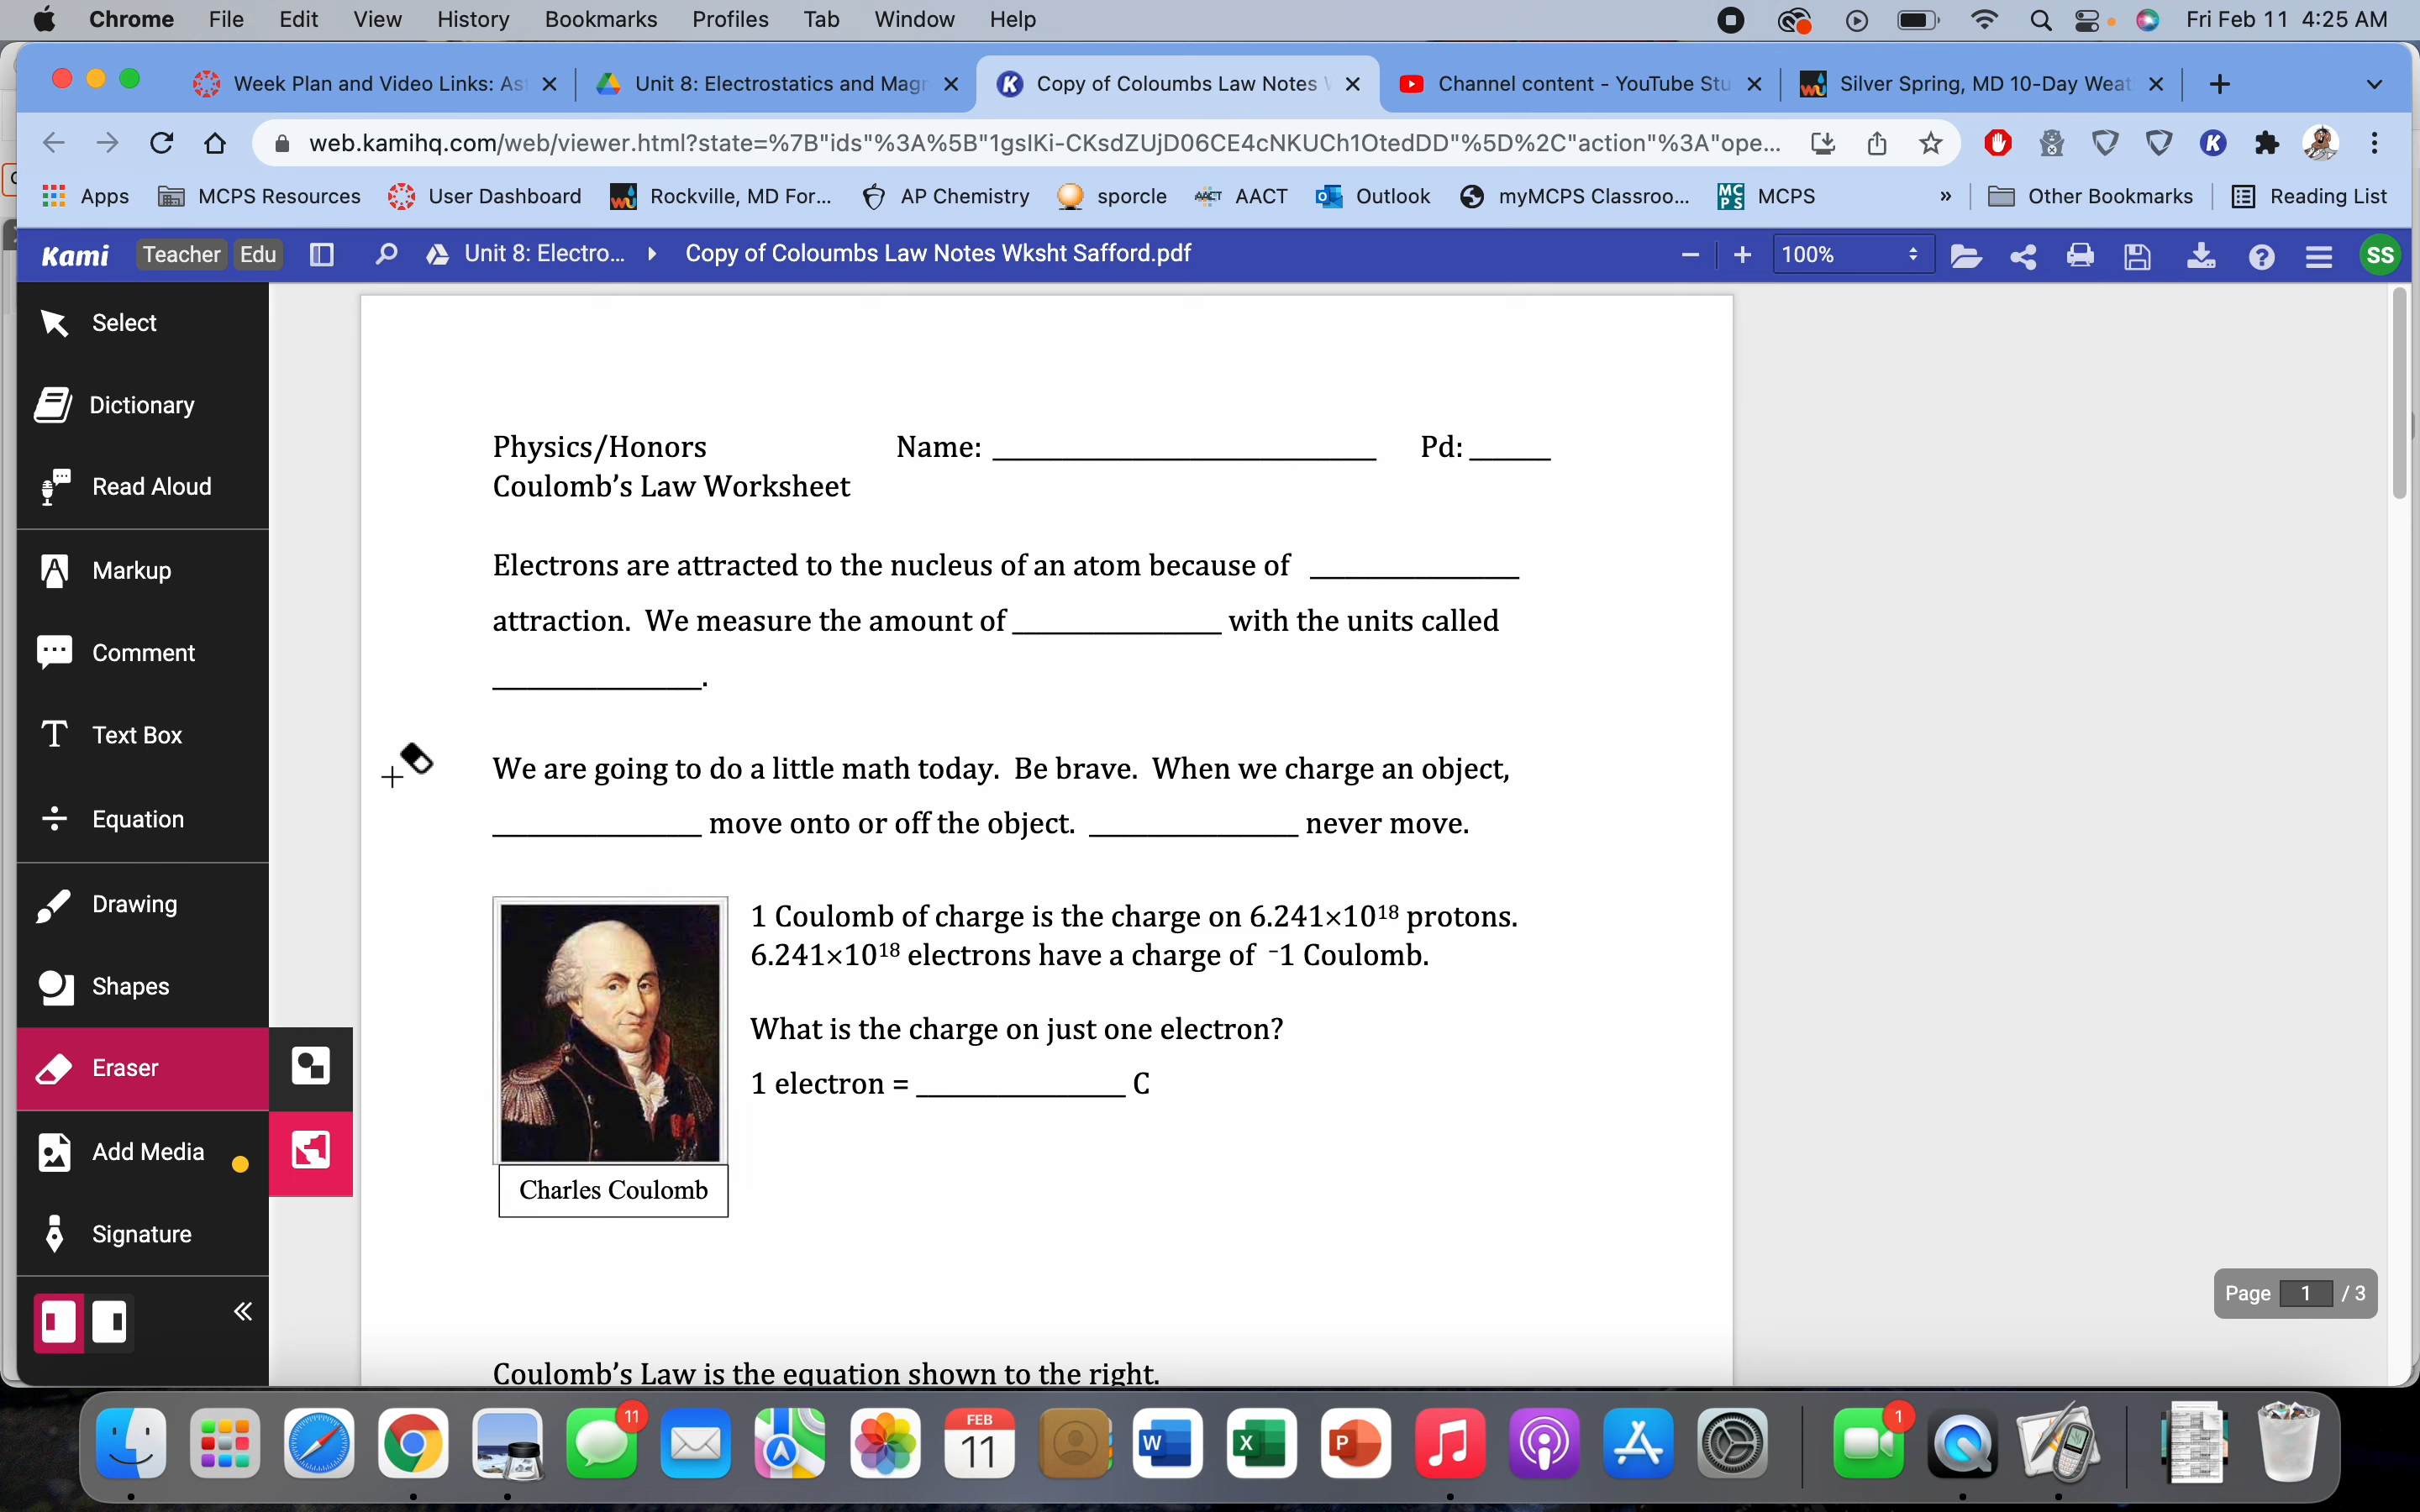 Chrome File Edit View History Bookmarks Profiles Tab Window Help Fri Feb 11 4:25 AM
Week Plan and Video Links: As Unit 8: Electrostatics and Magn Copy of Coloumbs Law Notes W Channel content - YouTube Stu Silver Spring, MD 10-Day Weat
web.kamihq.com/web/viewer.html?state=%7B"ids"%3A%5B"1gsIKi-CKsdZUjD06CE4cNKUCh1OtedDD"%5D%2C"action"%3A"ope...
Apps MCPS Resources User Dashboard Rockville, MD For... AP Chemistry sporcle AACT Outlook myMCPS Classroo... MCPS » Other Bookmarks Reading List
Kami Teacher Edu Unit 8: Electro... Copy of Coloumbs Law Notes Wksht Safford.pdf 100% SS
Select
Dictionary
Read Aloud
Markup
Comment
Text Box
Equation
Drawing
Shapes
Eraser
Add Media
Signature
Physics/Honors Name: ____________ Pd: ____
Coulomb's Law Worksheet
Electrons are attracted to the nucleus of an atom because of ____________
attraction. We measure the amount of ____________ with the units called
____________.
We are going to do a little math today. Be brave. When we charge an object,
____________ move onto or off the object. ____________ never move.
1 Coulomb of charge is the charge on 6.241×10¹⁸ protons.
6.241×10¹⁸ electrons have a charge of ⁻1 Coulomb.
What is the charge on just one electron?
1 electron = ____________ C
Charles Coulomb
Coulomb's Law is the equation shown to the right.
Page 1 / 3
11
FEB
11
W
X
P
1